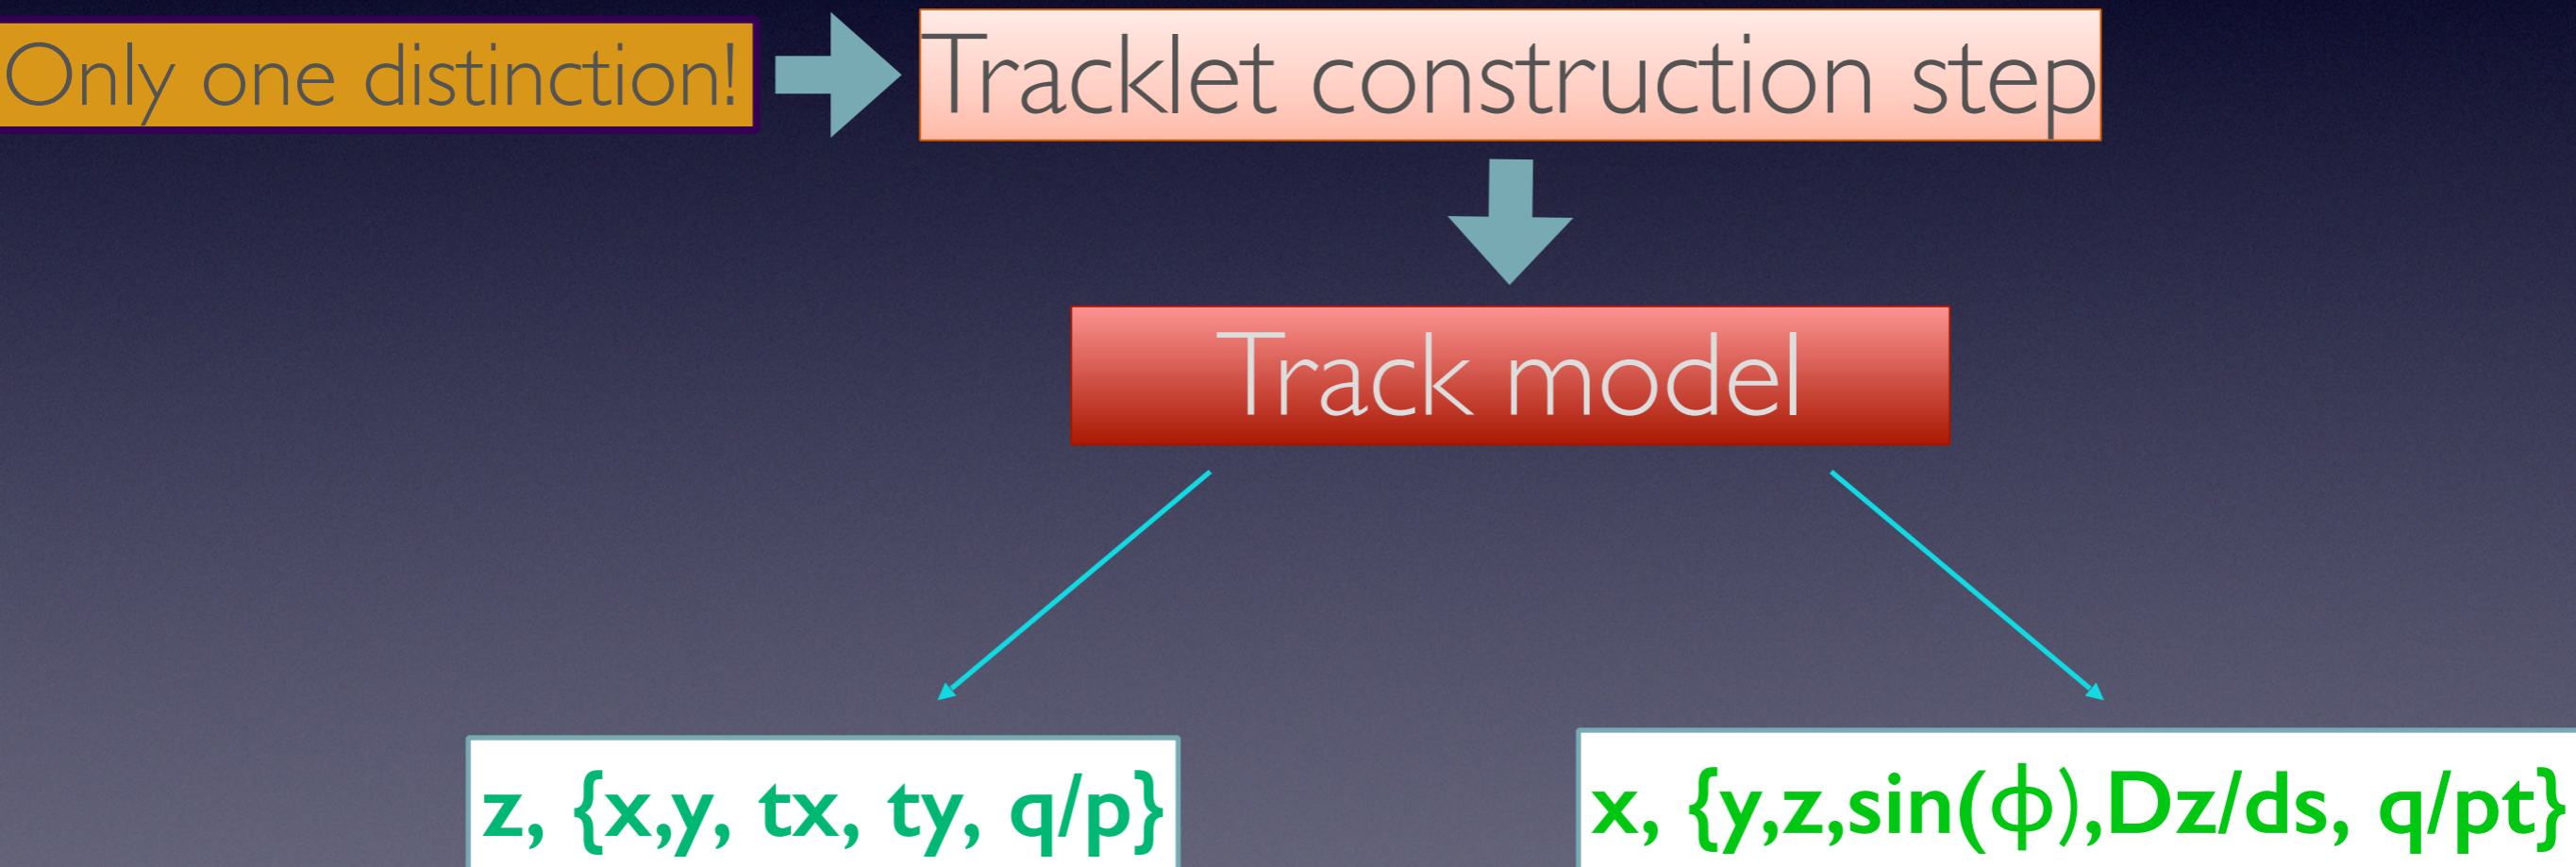 Only one distinction!
Tracklet construction step
Track model
z, {x,y, tx, ty, q/p}
x, {y,z,sin(ϕ),Dz/ds, q/pt}